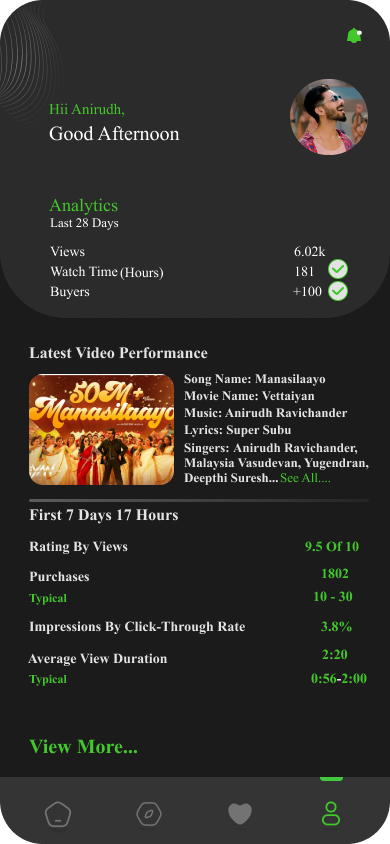 Hii Anirudh,
Good Afternoon
Analytics
Last 28 Days
Views 6.02k
Watch Time (Hours) 181
Buyers +100
Latest Video Performance
50M+
Manasilaayo
Song Name: Manasilaayo
Movie Name: Vettaiyan
Music: Anirudh Ravichander
Lyrics: Super Subu
Singers: Anirudh Ravichander,
Malaysia Vasudevan, Yugendran,
Deepthi Suresh... See All....
First 7 Days 17 Hours
Rating By Views 9.5 Of 10
Purchases 1802
Typical 10 - 30
Impressions By Click-Through Rate 3.8%
Average View Duration 2:20
Typical 0:56-2:00
View More...